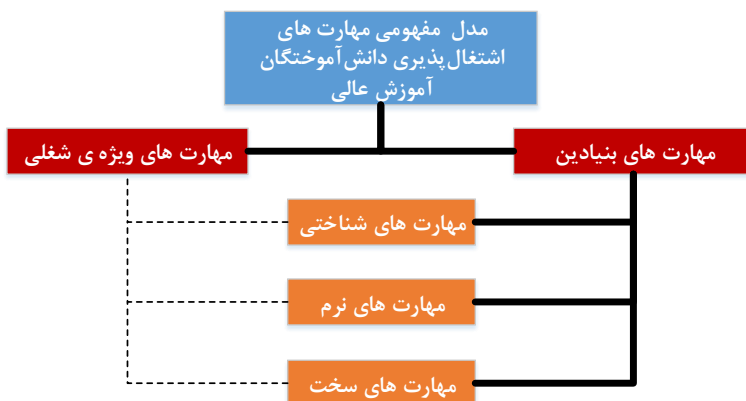 مدل مفهومی مهارت های
اشتغال‌پذیری دانش‌آموختگان
آموزش عالی
مهارت های بنیادین
مهارت های ویژه ی شغلی
مهارت های شناختی
مهارت های نرم
مهارت های سخت